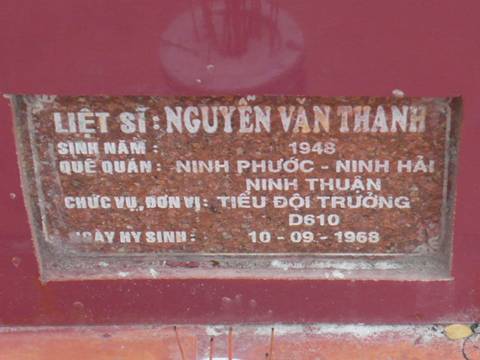 LIỆT SĨ : NGUYỄN VĂN THANH
SINH NĂM : 1948
QUÊ QUÁN : NINH PHƯỚC - NINH HẢI
NINH THUẬN
CHỨC VỤ, ĐƠN VỊ : TIỂU ĐỘI TRƯỞNG
D610
NGÀY HY SINH : 10 - 09 - 1968